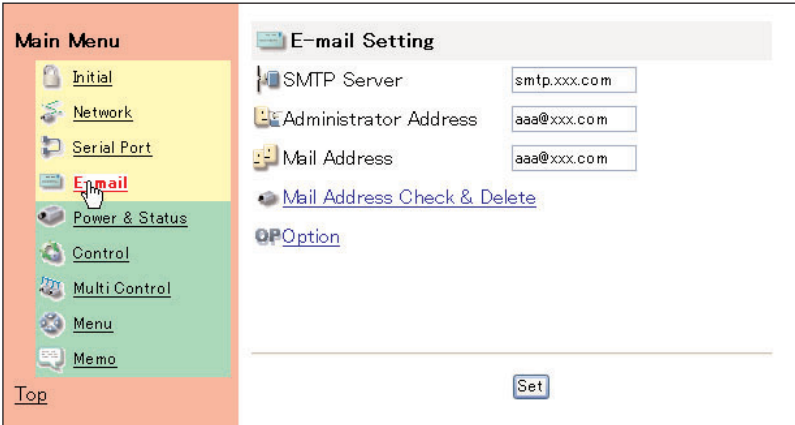 Main Menu
Initial
Network
Serial Port
E-mail
Power & Status
Control
Multi Control
Menu
Memo
Top
E-mail Setting
SMTP Server
smtp.xxx.com
Administrator Address
aaa@xxx.com
Mail Address
aaa@xxx.com
Mail Address Check & Delete
OP Option
Set